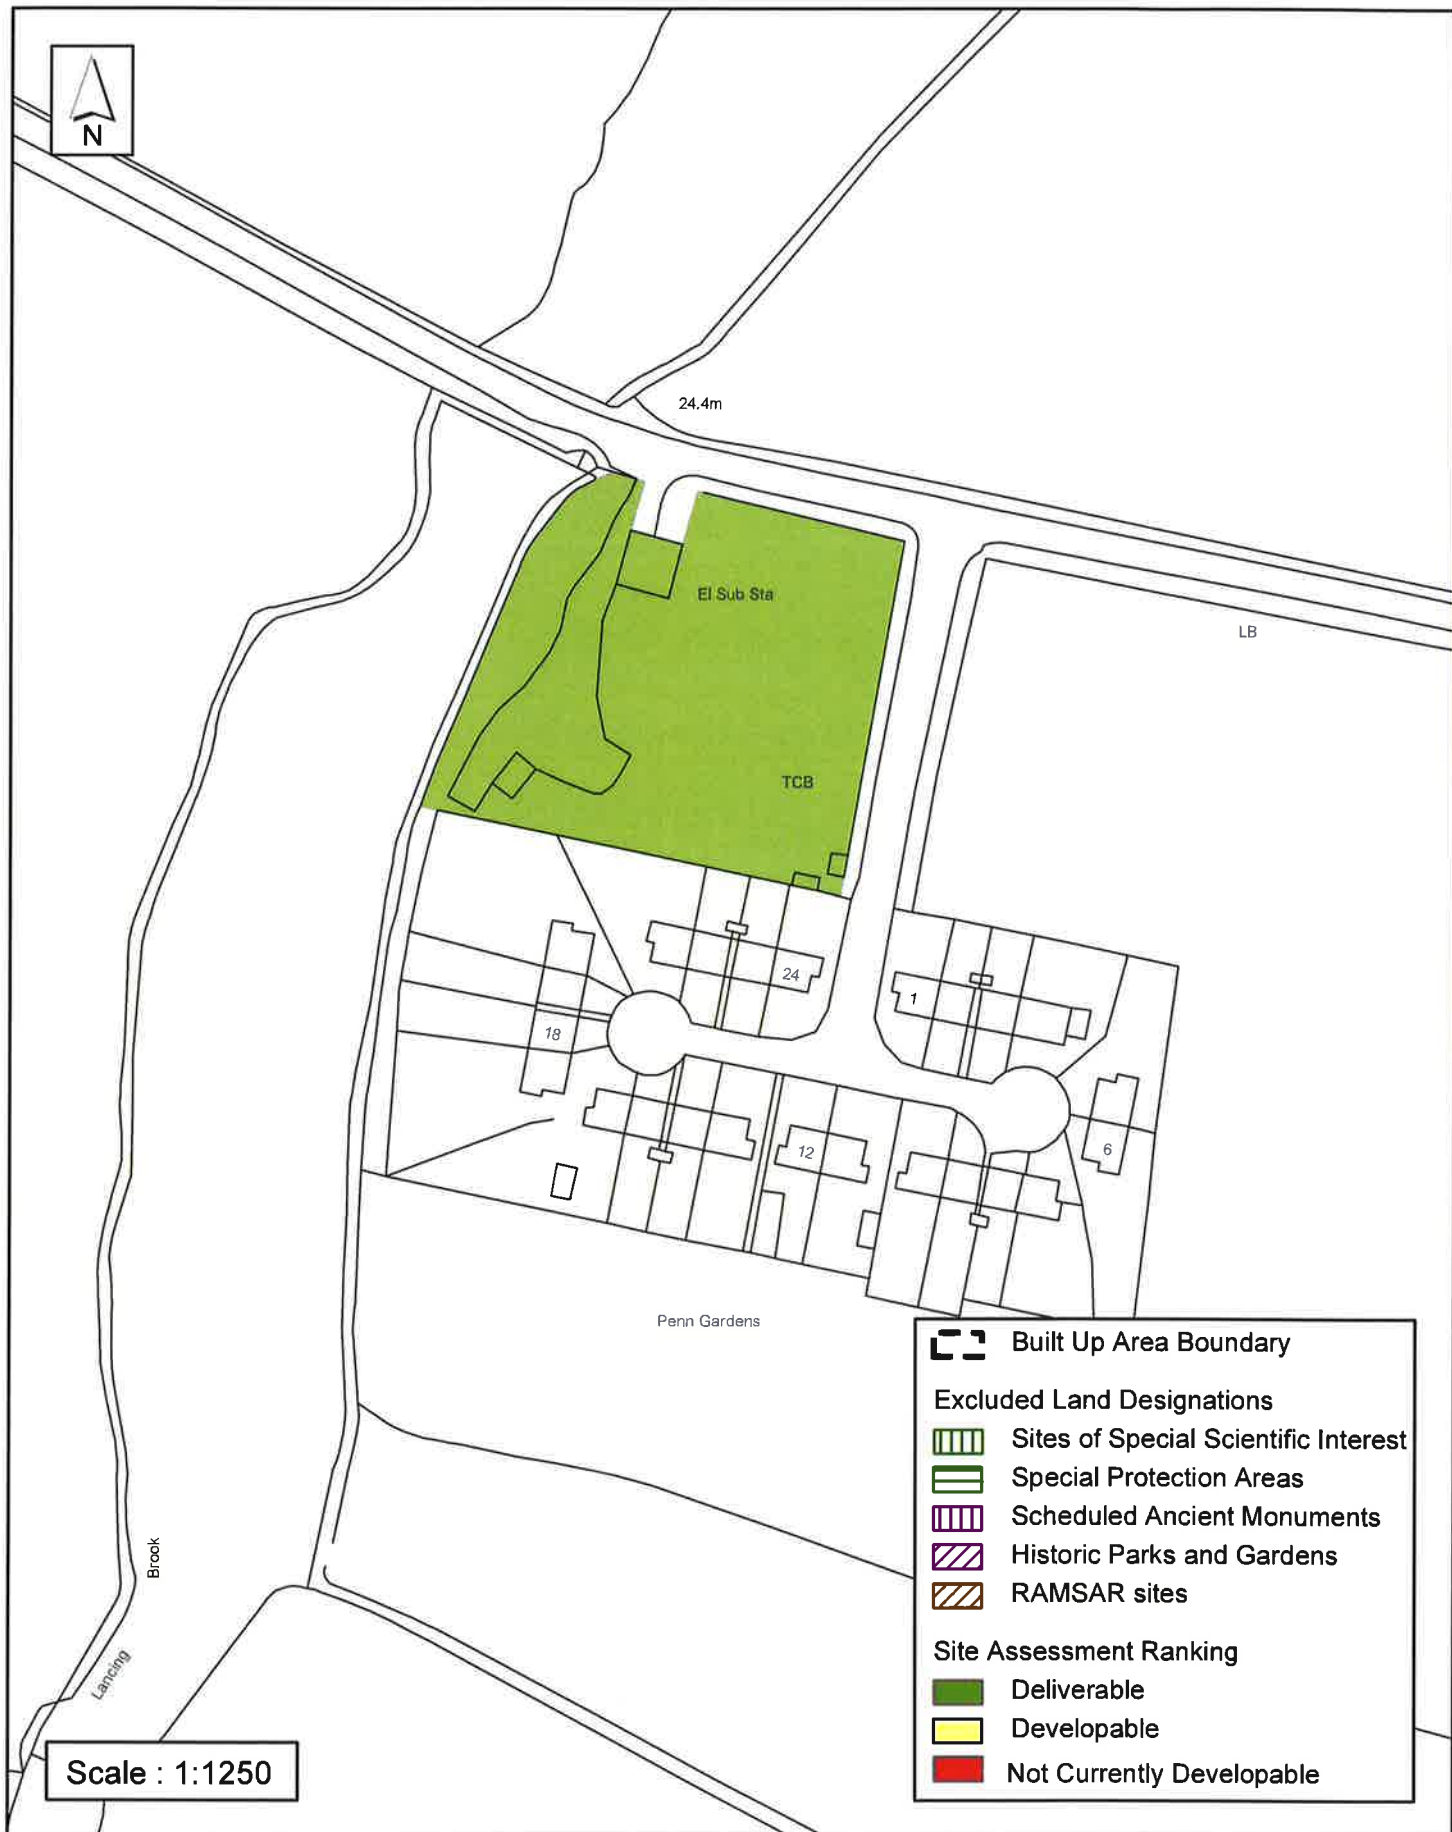 N
24.4m
El Sub Sta
LB
TCB
24
1
18
12
6
Penn Gardens
Built Up Area Boundary
Excluded Land Designations
Sites of Special Scientific Interest
Special Protection Areas
Scheduled Ancient Monuments
Historic Parks and Gardens
RAMSAR sites
Site Assessment Ranking
Deliverable
Developable
Not Currently Developable
Brook
Lancing
Scale : 1:1250